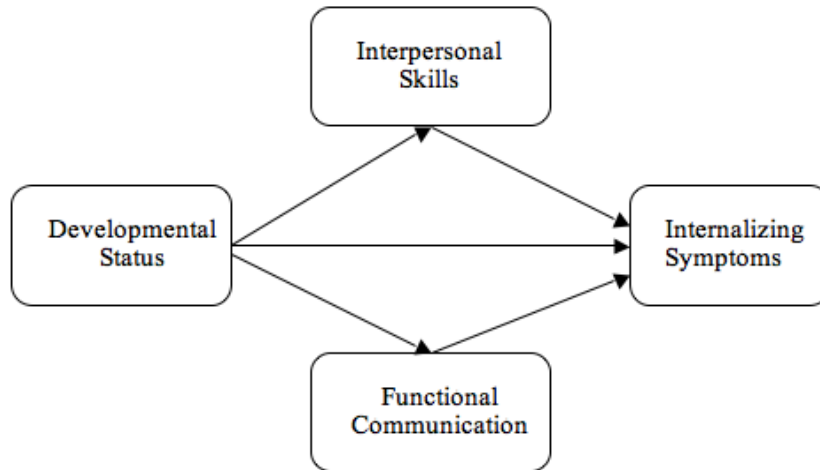 Interpersonal
Skills
Developmental
Status
Internalizing
Symptoms
Functional
Communication